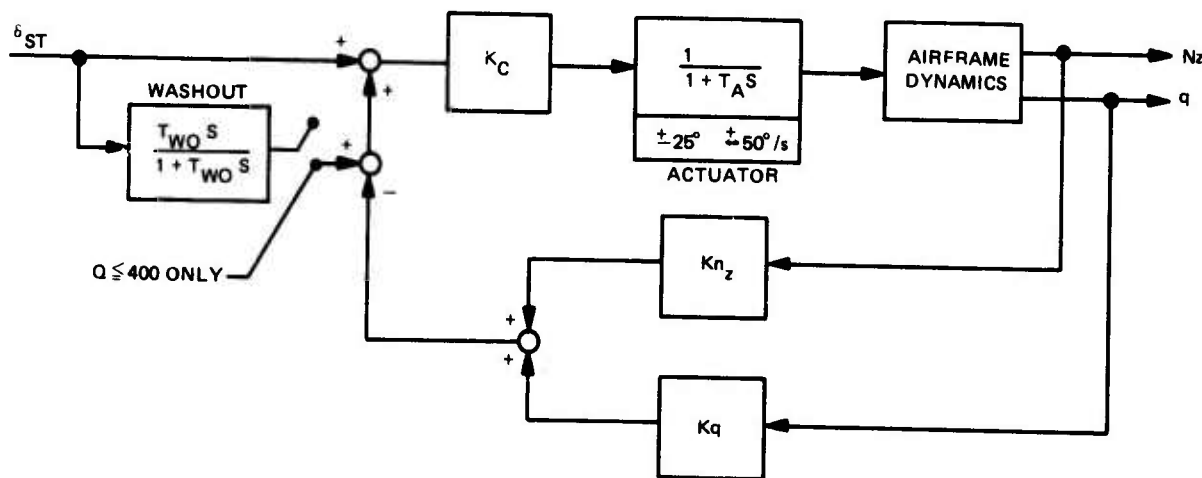 δST
WASHOUT
TWO S
1 + TWO S
Q ≦ 400 ONLY
+
+
+
−
KC
1
1 + TA S
± 25° ± 50°/s
ACTUATOR
AIRFRAME
DYNAMICS
Nz
q
Knz
+
+
Kq